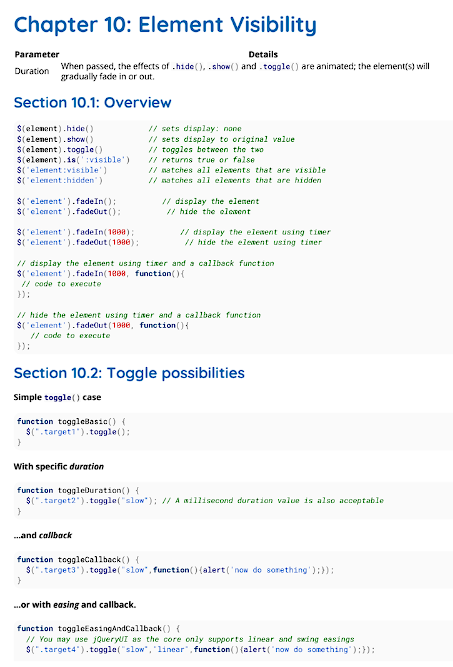 Chapter 10: Element Visibility
Parameter Details
Duration When passed, the effects of .hide(), .show() and .toggle() are animated; the element(s) will
gradually fade in or out.
Section 10.1: Overview
$(element).hide() // sets display: none
$(element).show() // sets display to original value
$(element).toggle() // toggles between the two
$(element).is(':visible') // returns true or false
$('element:visible') // matches all elements that are visible
$('element:hidden') // matches all elements that are hidden
$('element').fadeIn(); // display the element
$('element').fadeOut(); // hide the element
$('element').fadeIn(1000); // display the element using timer
$('element').fadeOut(1000); // hide the element using timer
// display the element using timer and a callback function
$('element').fadeIn(1000, function(){
// code to execute
});
// hide the element using timer and a callback function
$('element').fadeOut(1000, function(){
// code to execute
});
Section 10.2: Toggle possibilities
Simple toggle() case
function toggleBasic() {
$(".target1").toggle();
}
With specific duration
function toggleDuration() {
$(".target2").toggle("slow"); // A millisecond duration value is also acceptable
}
...and callback
function toggleCallback() {
$(".target3").toggle("slow",function(){alert('now do something');});
}
...or with easing and callback.
function toggleEasingAndCallback() {
// You may use jQueryUI as the core only supports linear and swing easings
$(".target4").toggle("slow",'linear',function(){alert('now do something');});